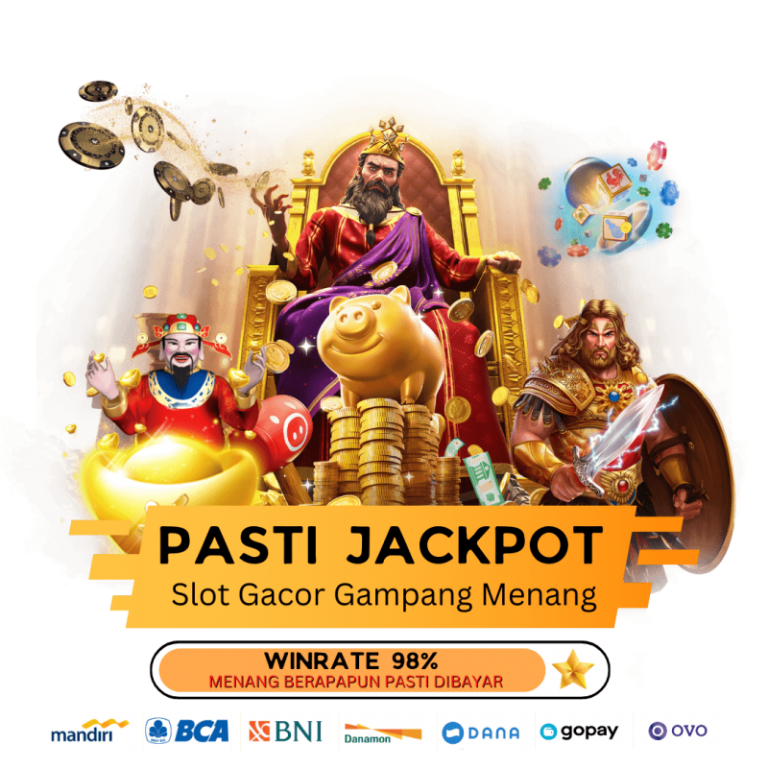 PASTI JACKPOT
Slot Gacor Gampang Menang
WINRATE 98%
MENANG BERAPAPUN PASTI DIBAYAR
mandiri BCA BNI Danamon DANA gopay OVO